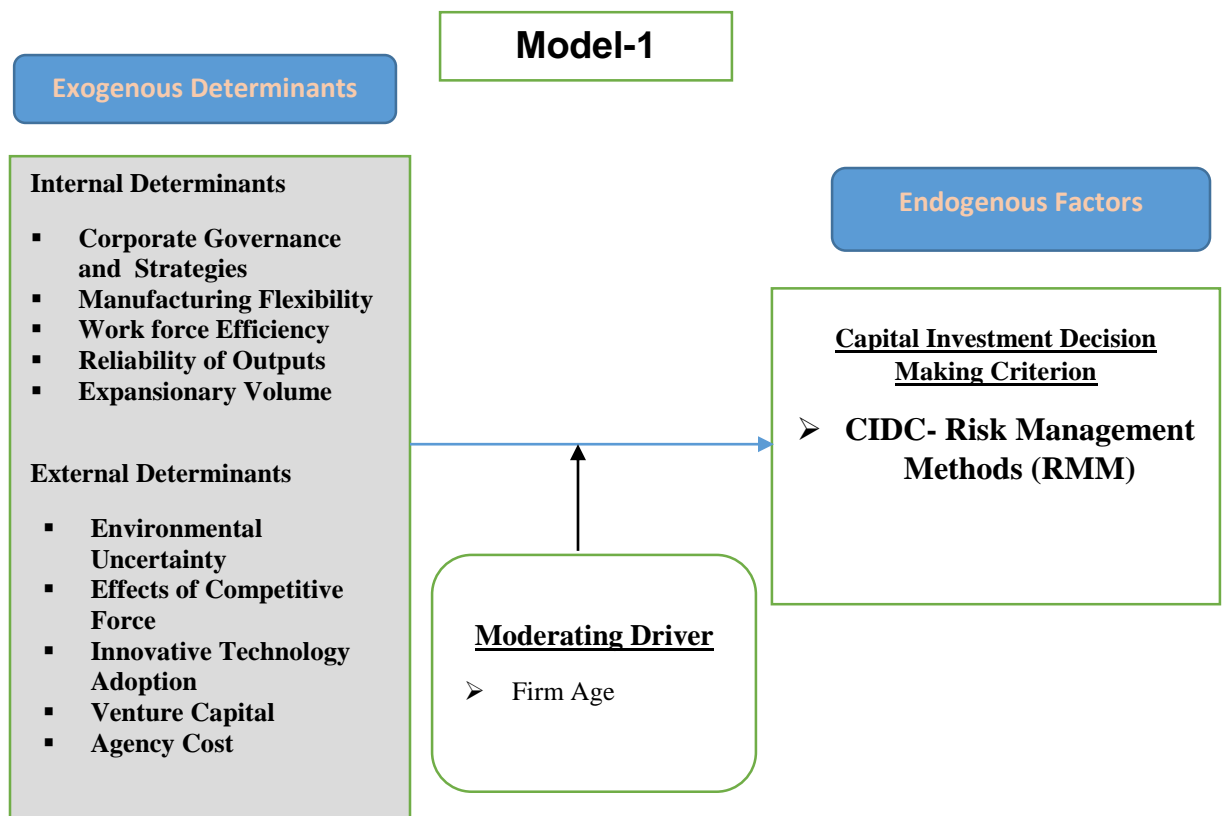 Model-1
Exogenous Determinants
Internal Determinants
▪ Corporate Governance
and Strategies
▪ Manufacturing Flexibility
▪ Work force Efficiency
▪ Reliability of Outputs
▪ Expansionary Volume
External Determinants
▪ Environmental
Uncertainty
▪ Effects of Competitive
Force
▪ Innovative Technology
Adoption
▪ Venture Capital
▪ Agency Cost
Moderating Driver
➢ Firm Age
Endogenous Factors
Capital Investment Decision
Making Criterion
➢ CIDC- Risk Management
Methods (RMM)